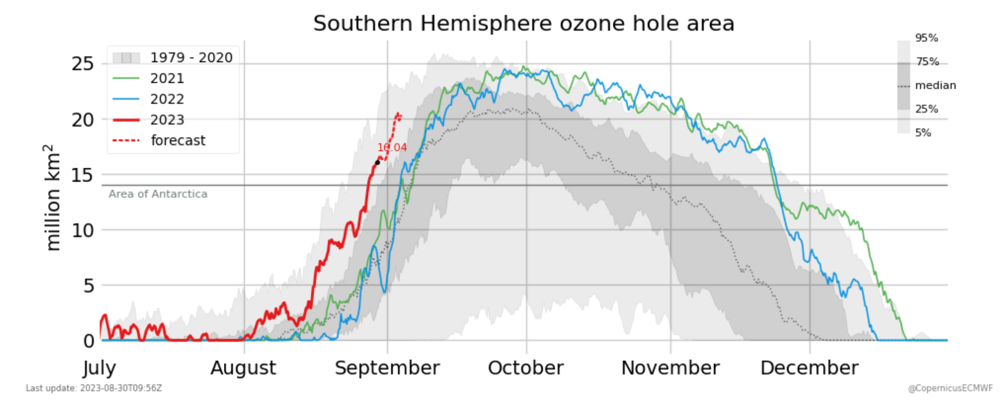 Southern Hemisphere ozone hole area
1979 - 2020
2021
2022
2023
forecast
95%
75%
median
25%
5%
25
20
15
10
5
0
million km²
16.04
Area of Antarctica
July August September October November December
Last update: 2023-08-30T09:56Z
@CopernicusECMWF